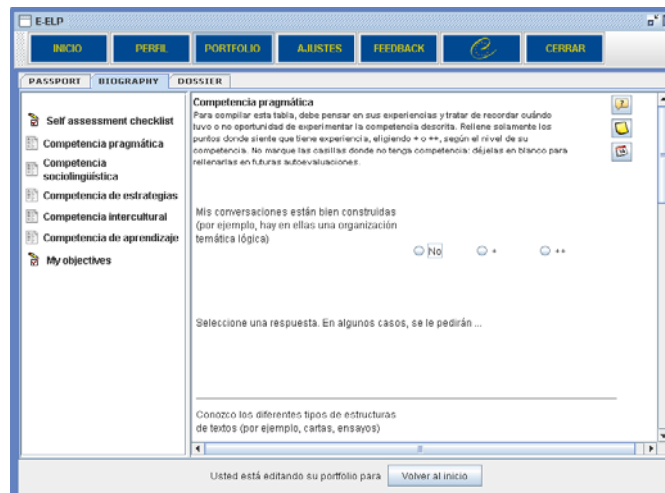 E-ELP
INICIO PERFIL PORTFOLIO AJUSTES FEEDBACK CERRAR
PASSPORT BIOGRAPHY DOSSIER
Self assessment checklist
Competencia pragmática
Competencia
sociolingüística
Competencia de estrategias
Competencia intercultural
Competencia de aprendizaje
My objectives
Competencia pragmática
Para compilar esta tabla, debe pensar en sus experiencias y tratar de recordar cuándo
tuvo o no oportunidad de experimentar la competencia descrita. Rellene solamente los
puntos donde siente que tiene experiencia, eligiendo + o ++, según el nivel de su
competencia. No marque las casillas donde no tenga competencia: déjelas en blanco para
rellenarlas en futuras autoevaluaciones.
Mis conversaciones están bien construidas
(por ejemplo, hay en ellas una organización
temática lógica)
No + ++
Seleccione una respuesta. En algunos casos, se le pedirán ...
Conozco los diferentes tipos de estructuras
de textos (por ejemplo, cartas, ensayos)
Usted está editando su portfolio para Volver al inicio